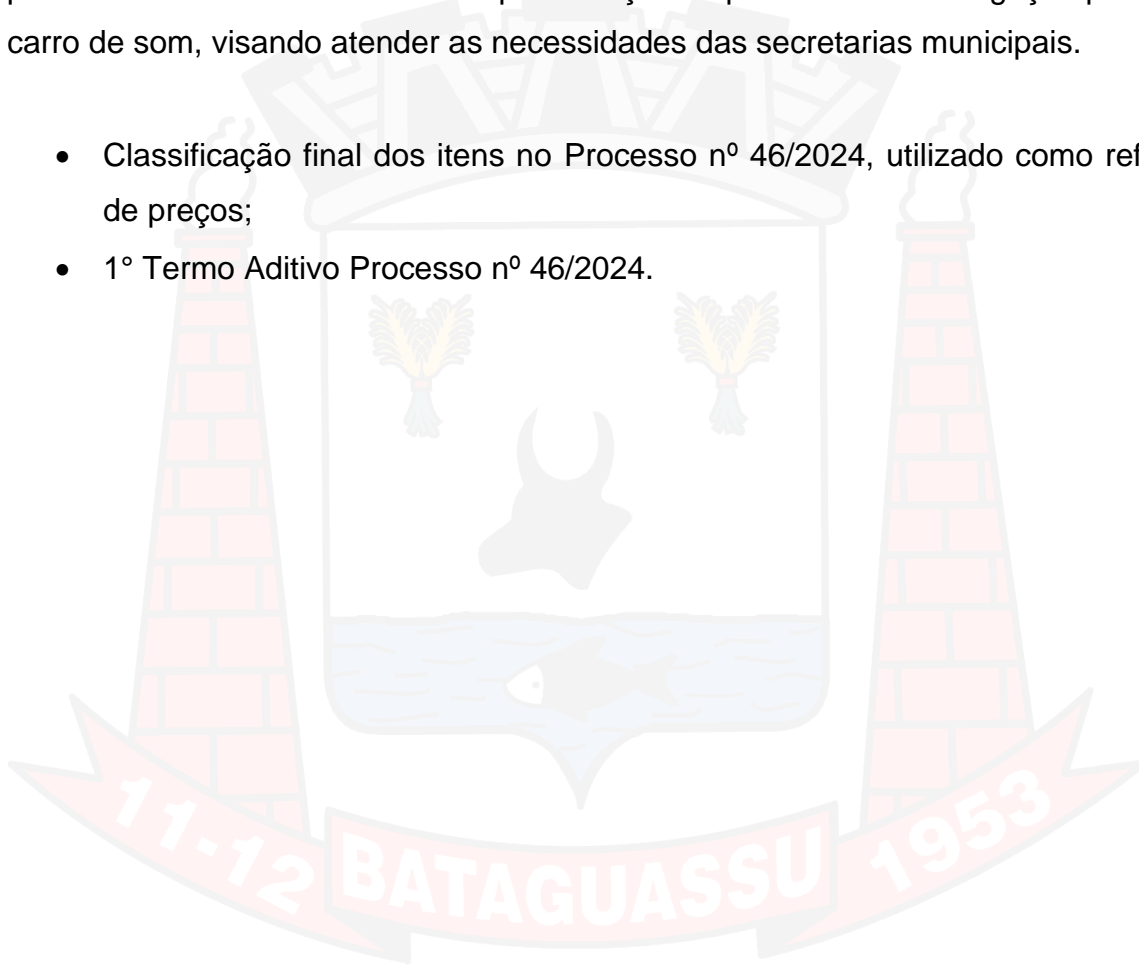 carro de som, visando atender as necessidades das secretarias municipais.
• Classificação final dos itens no Processo nº 46/2024, utilizado como
de preços;
• 1° Termo Aditivo Processo nº 46/2024.
11-12 BATAGUASSU 1953